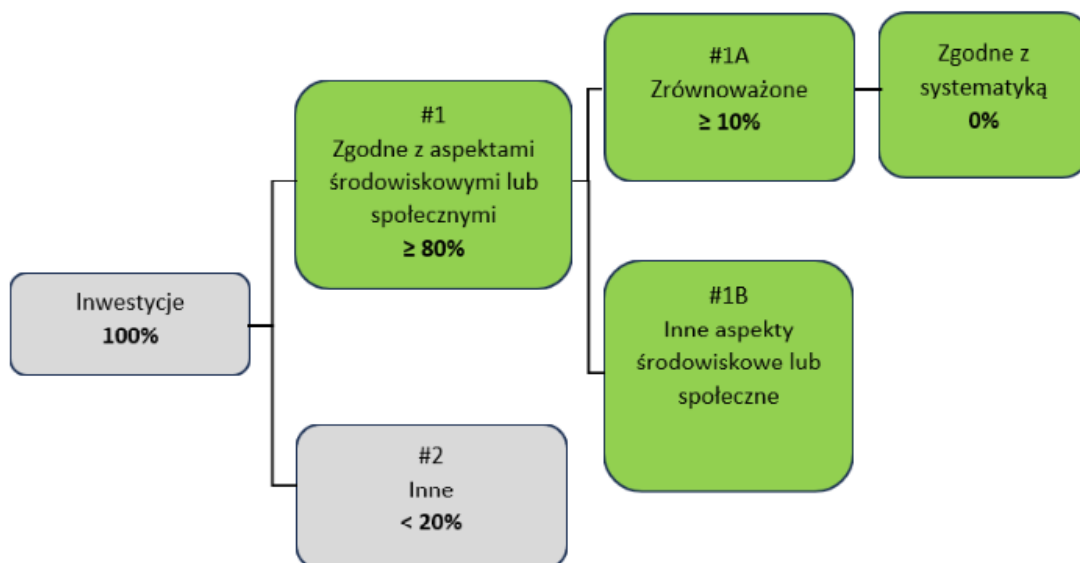 Inwestycje
100%
#1
Zgodne z aspektami
środowiskowymi lub
społecznymi
≥ 80%
#2
Inne
< 20%
#1A
Zrównoważone
≥ 10%
#1B
Inne aspekty
środowiskowe lub
społeczne
Zgodne z
systematyką
0%